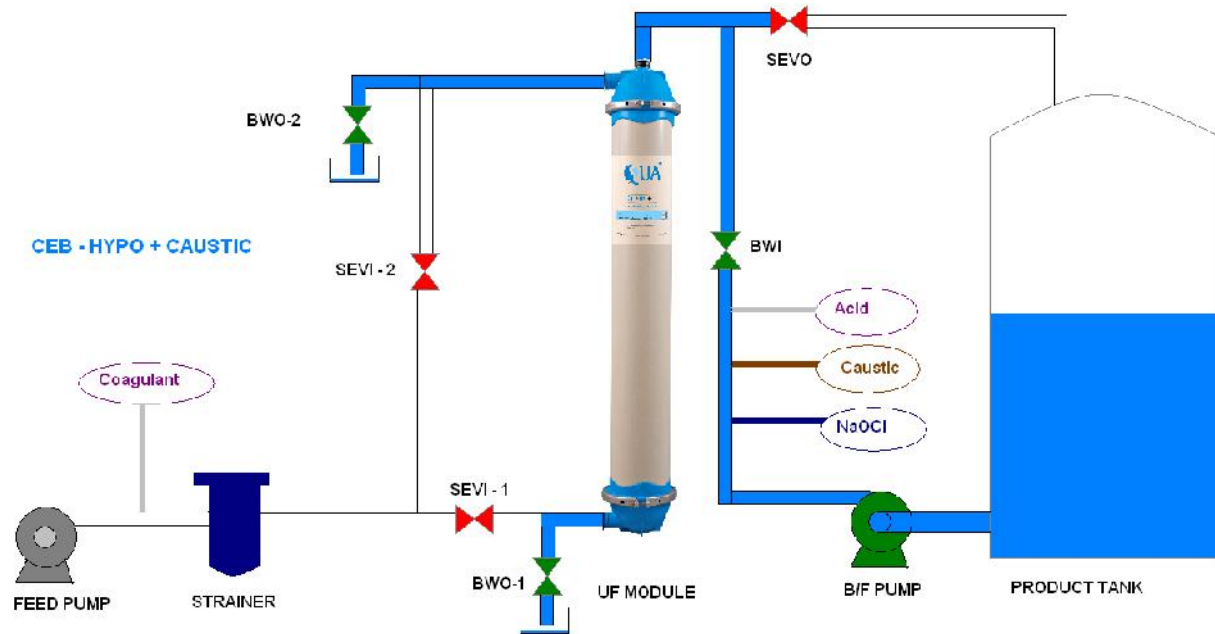 SEVO
BWO-2
QUA
CEB - HYPO + CAUSTIC
SEVI - 2
BWI
Acid
Coagulant
Caustic
NaOCl
SEVI - 1
BWO-1
FEED PUMP
STRAINER
UF MODULE
B/F PUMP
PRODUCT TANK